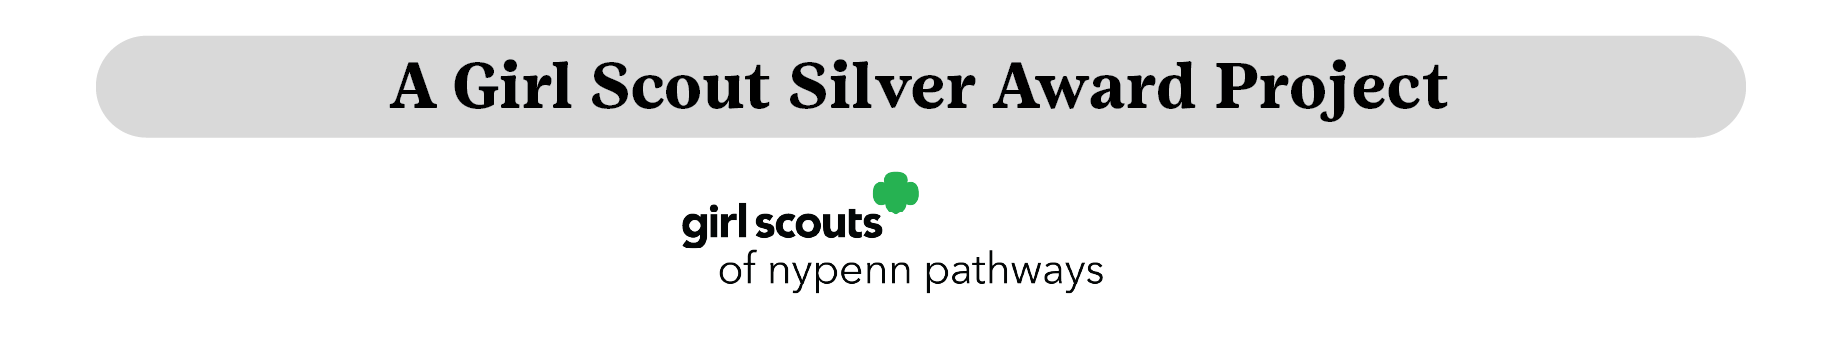 A Girl Scout Silver Award Project
girl scouts
of nypenn pathways